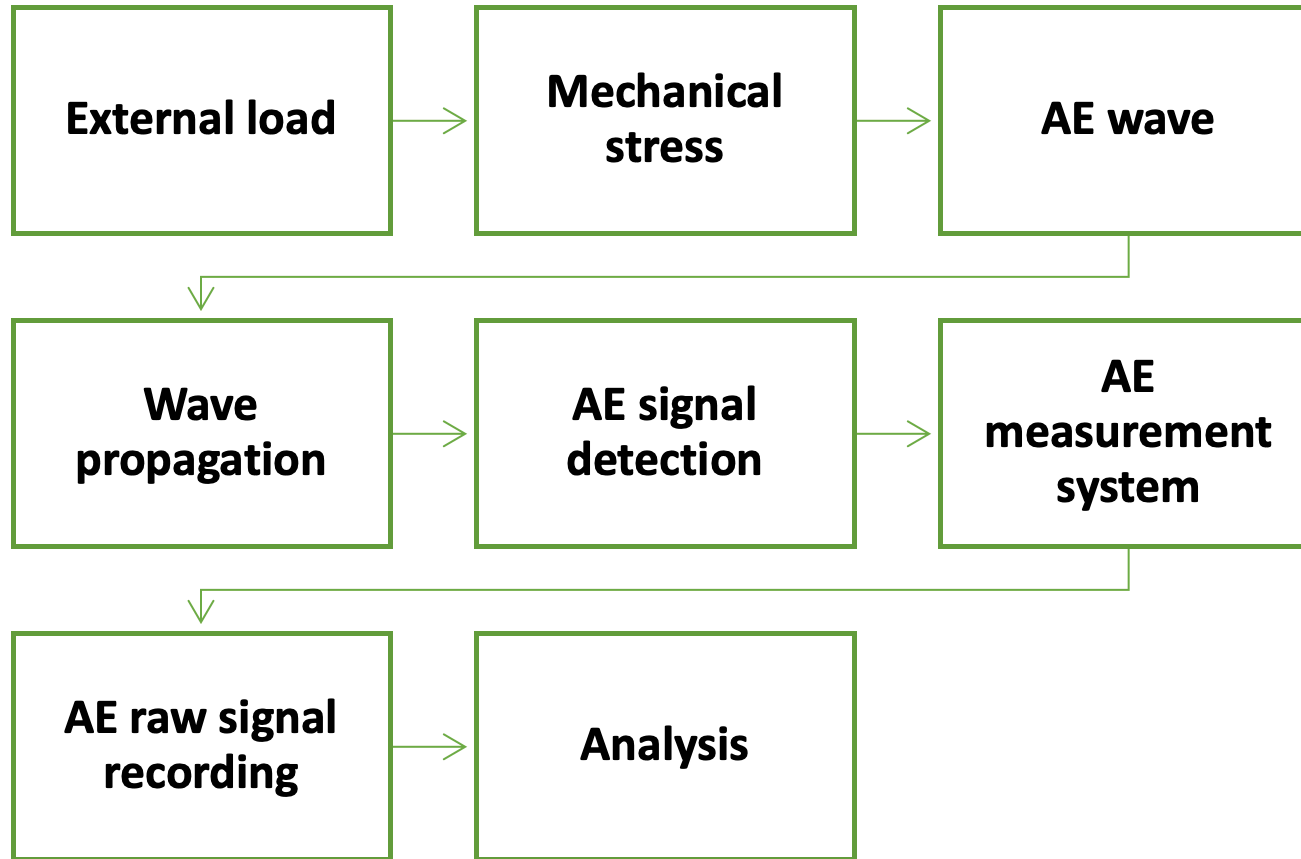 External load
Mechanical
stress
AE wave
Wave
propagation
AE signal
detection
AE
measurement
system
AE raw signal
recording
Analysis